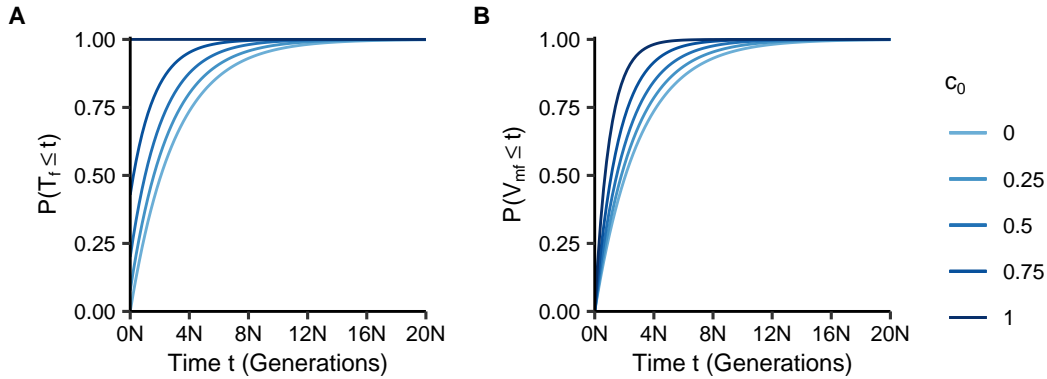 A
1.00
0.75
0.50
0.25
0.00
P(T_f ≤ t)
0N 4N 8N 12N 16N 20N
Time t (Generations)
B
1.00
0.75
0.50
0.25
0.00
P(V_mf ≤ t)
0N 4N 8N 12N 16N 20N
Time t (Generations)
c_0
0
0.25
0.5
0.75
1